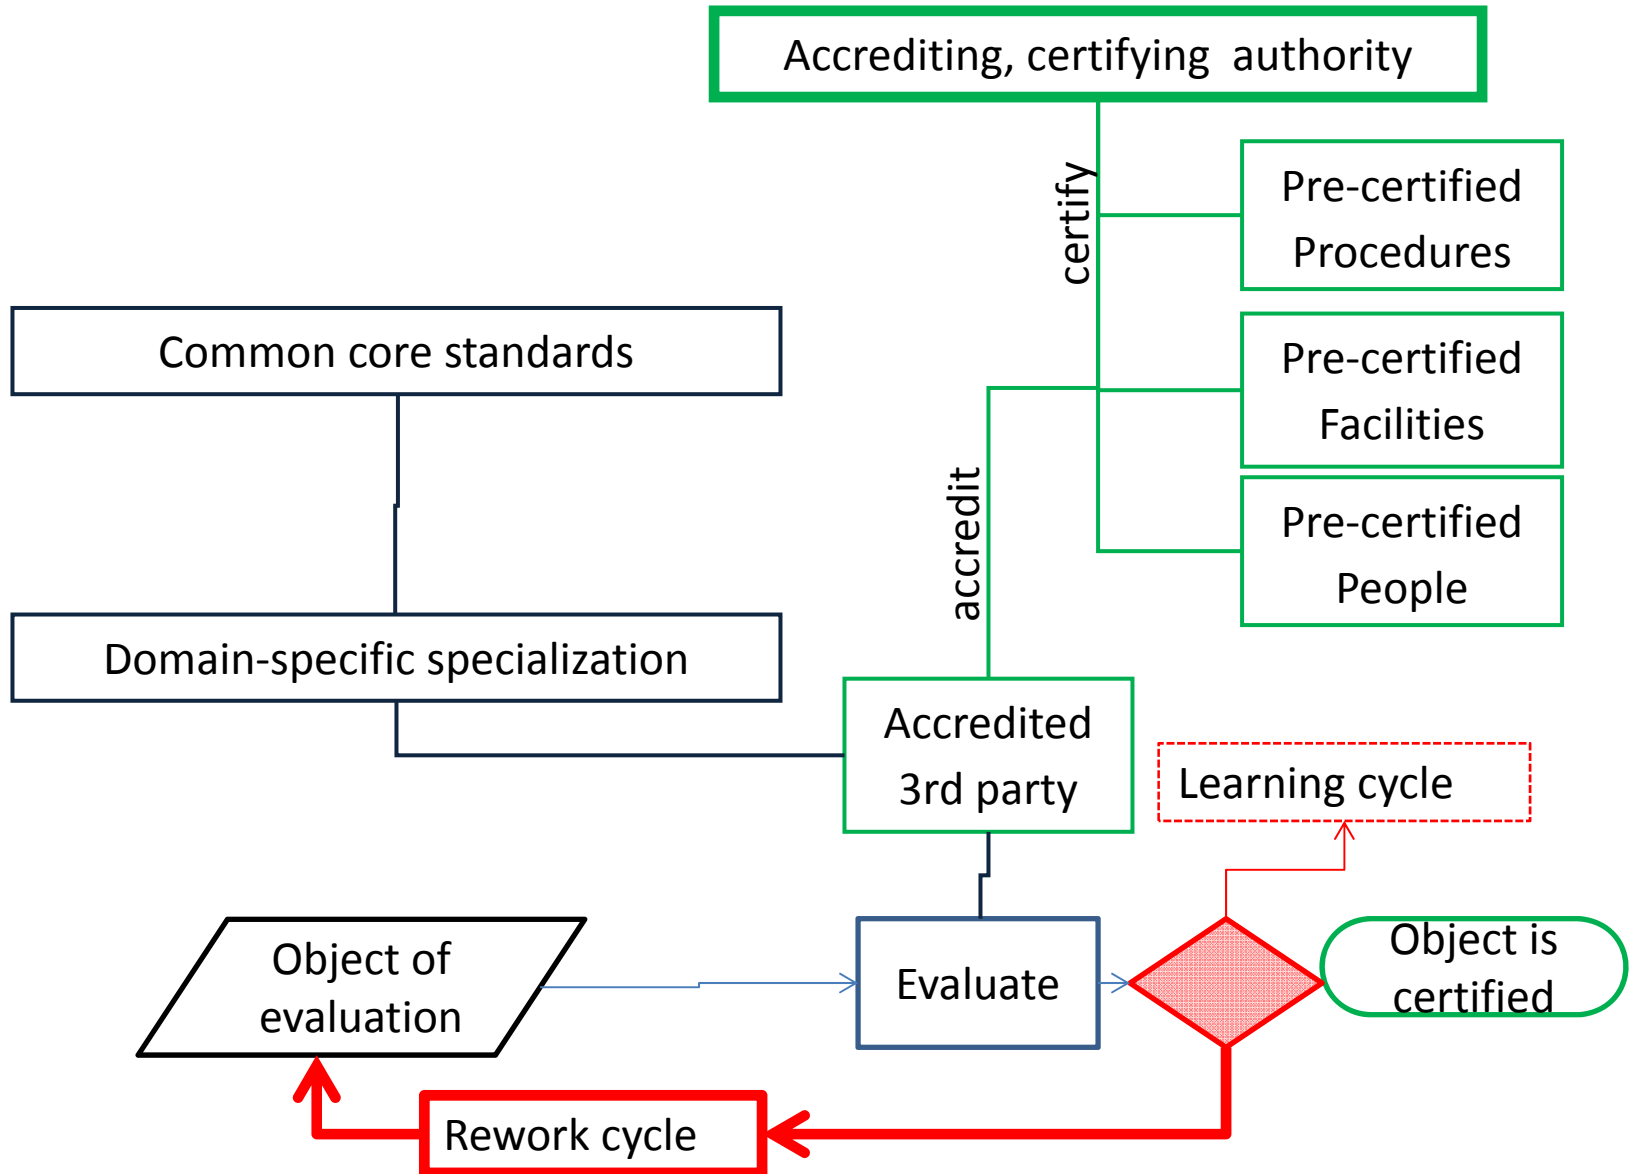 Accrediting, certifying  authority
certify
Pre-certified
Procedures
Common core standards
Pre-certified
Facilities
accredit
Pre-certified
People
Domain-specific specialization
Accredited
3rd party
Learning cycle
Object of
evaluation
Evaluate
Object is
certified
Rework cycle